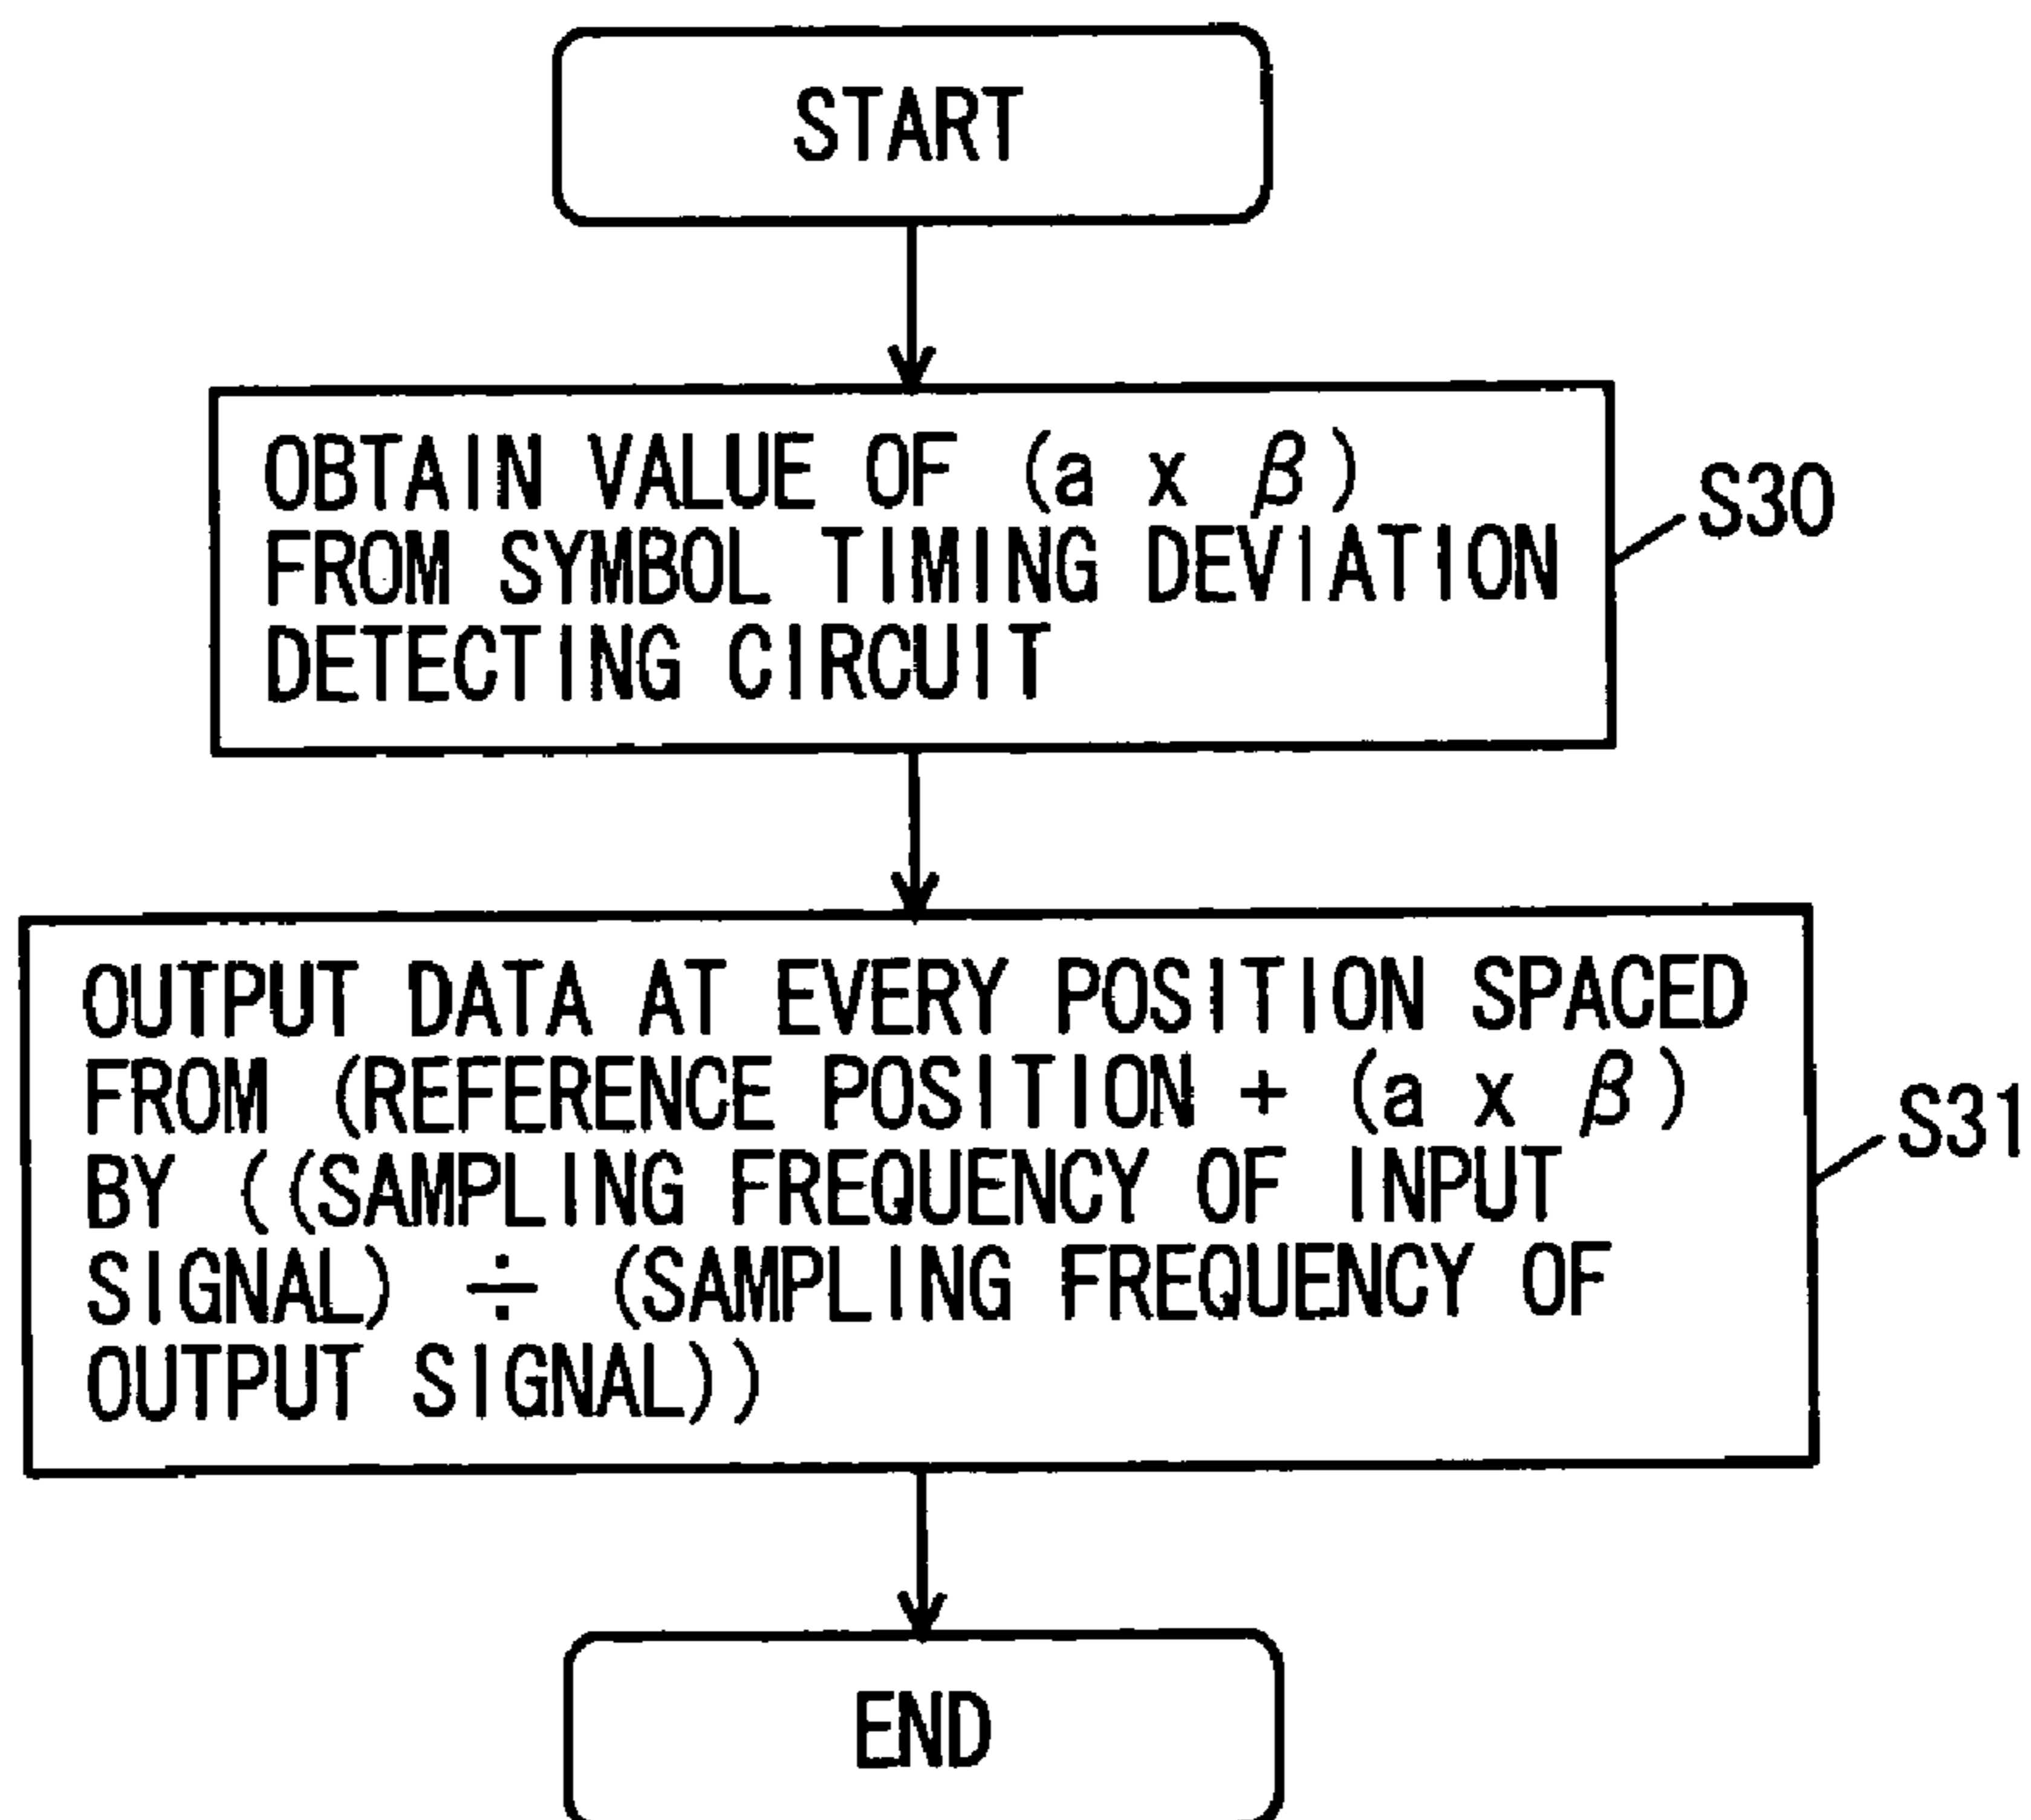 START
OBTAIN VALUE OF (a x β)
FROM SYMBOL TIMING DEVIATION
DETECTING CIRCUIT
S30
OUTPUT DATA AT EVERY POSITION SPACED
FROM (REFERENCE POSITION + (a x β)
BY ((SAMPLING FREQUENCY OF INPUT
SIGNAL) ÷ (SAMPLING FREQUENCY OF
OUTPUT SIGNAL))
S31
END